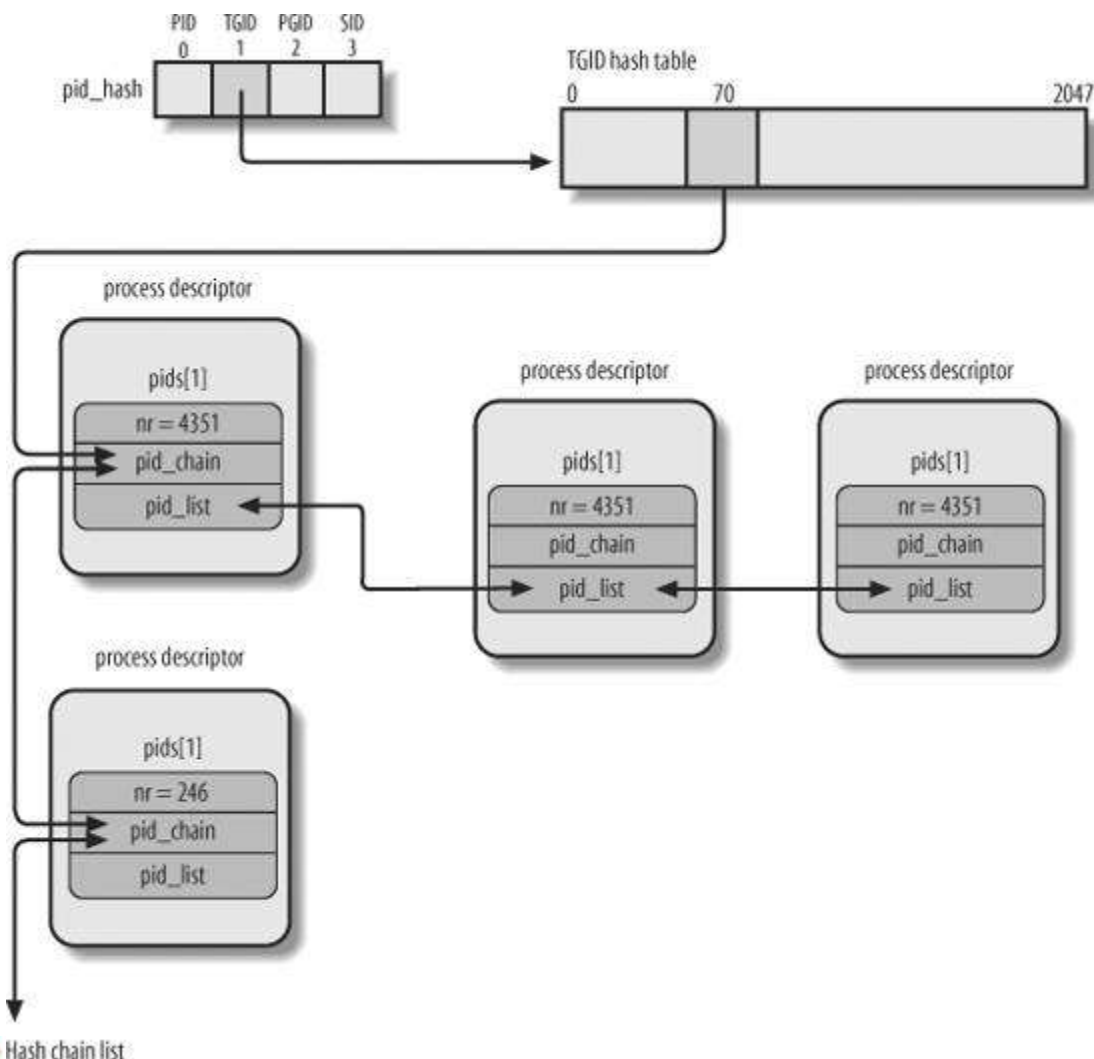 PID TGID PGID SID
0 1 2 3
pid_hash
TGID hash table
0 70 2047
process descriptor
pids[1]
nr = 4351
pid_chain
pid_list
process descriptor
pids[1]
nr = 4351
pid_chain
pid_list
process descriptor
pids[1]
nr = 4351
pid_chain
pid_list
process descriptor
pids[1]
nr = 246
pid_chain
pid_list
Hash chain list